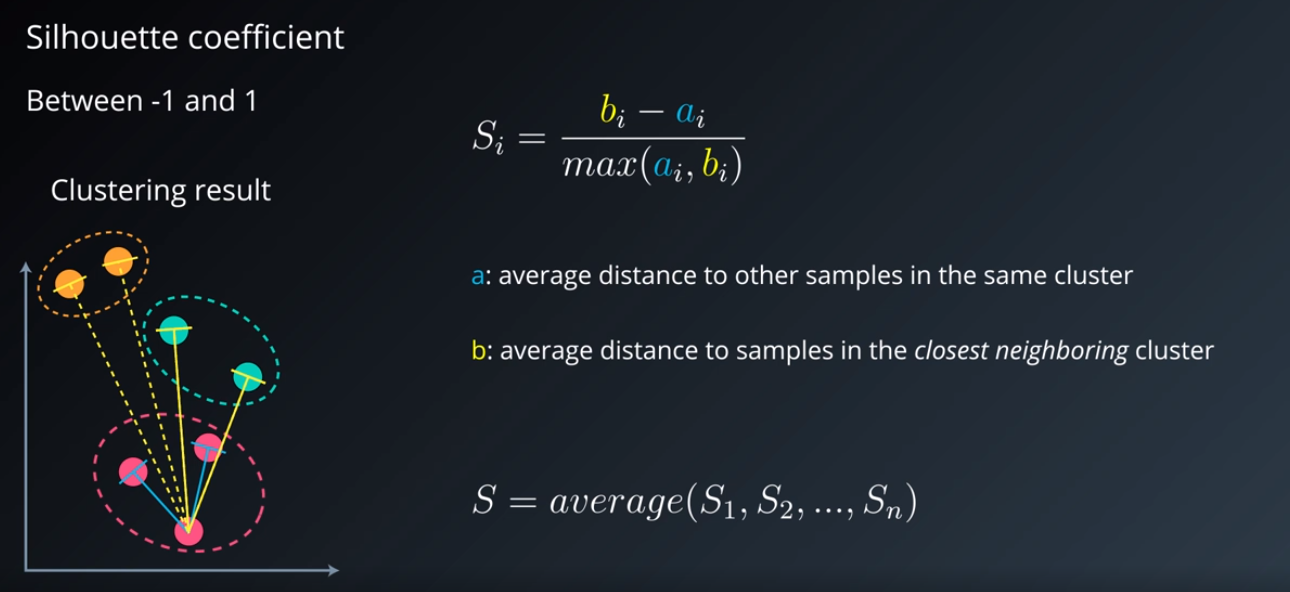 Silhouette coefficient
Between -1 and 1
S_i = \frac{b_i - a_i}{max(a_i, b_i)}
Clustering result
a: average distance to other samples in the same cluster
b: average distance to samples in the closest neighboring cluster
S = average(S_1, S_2, ..., S_n)